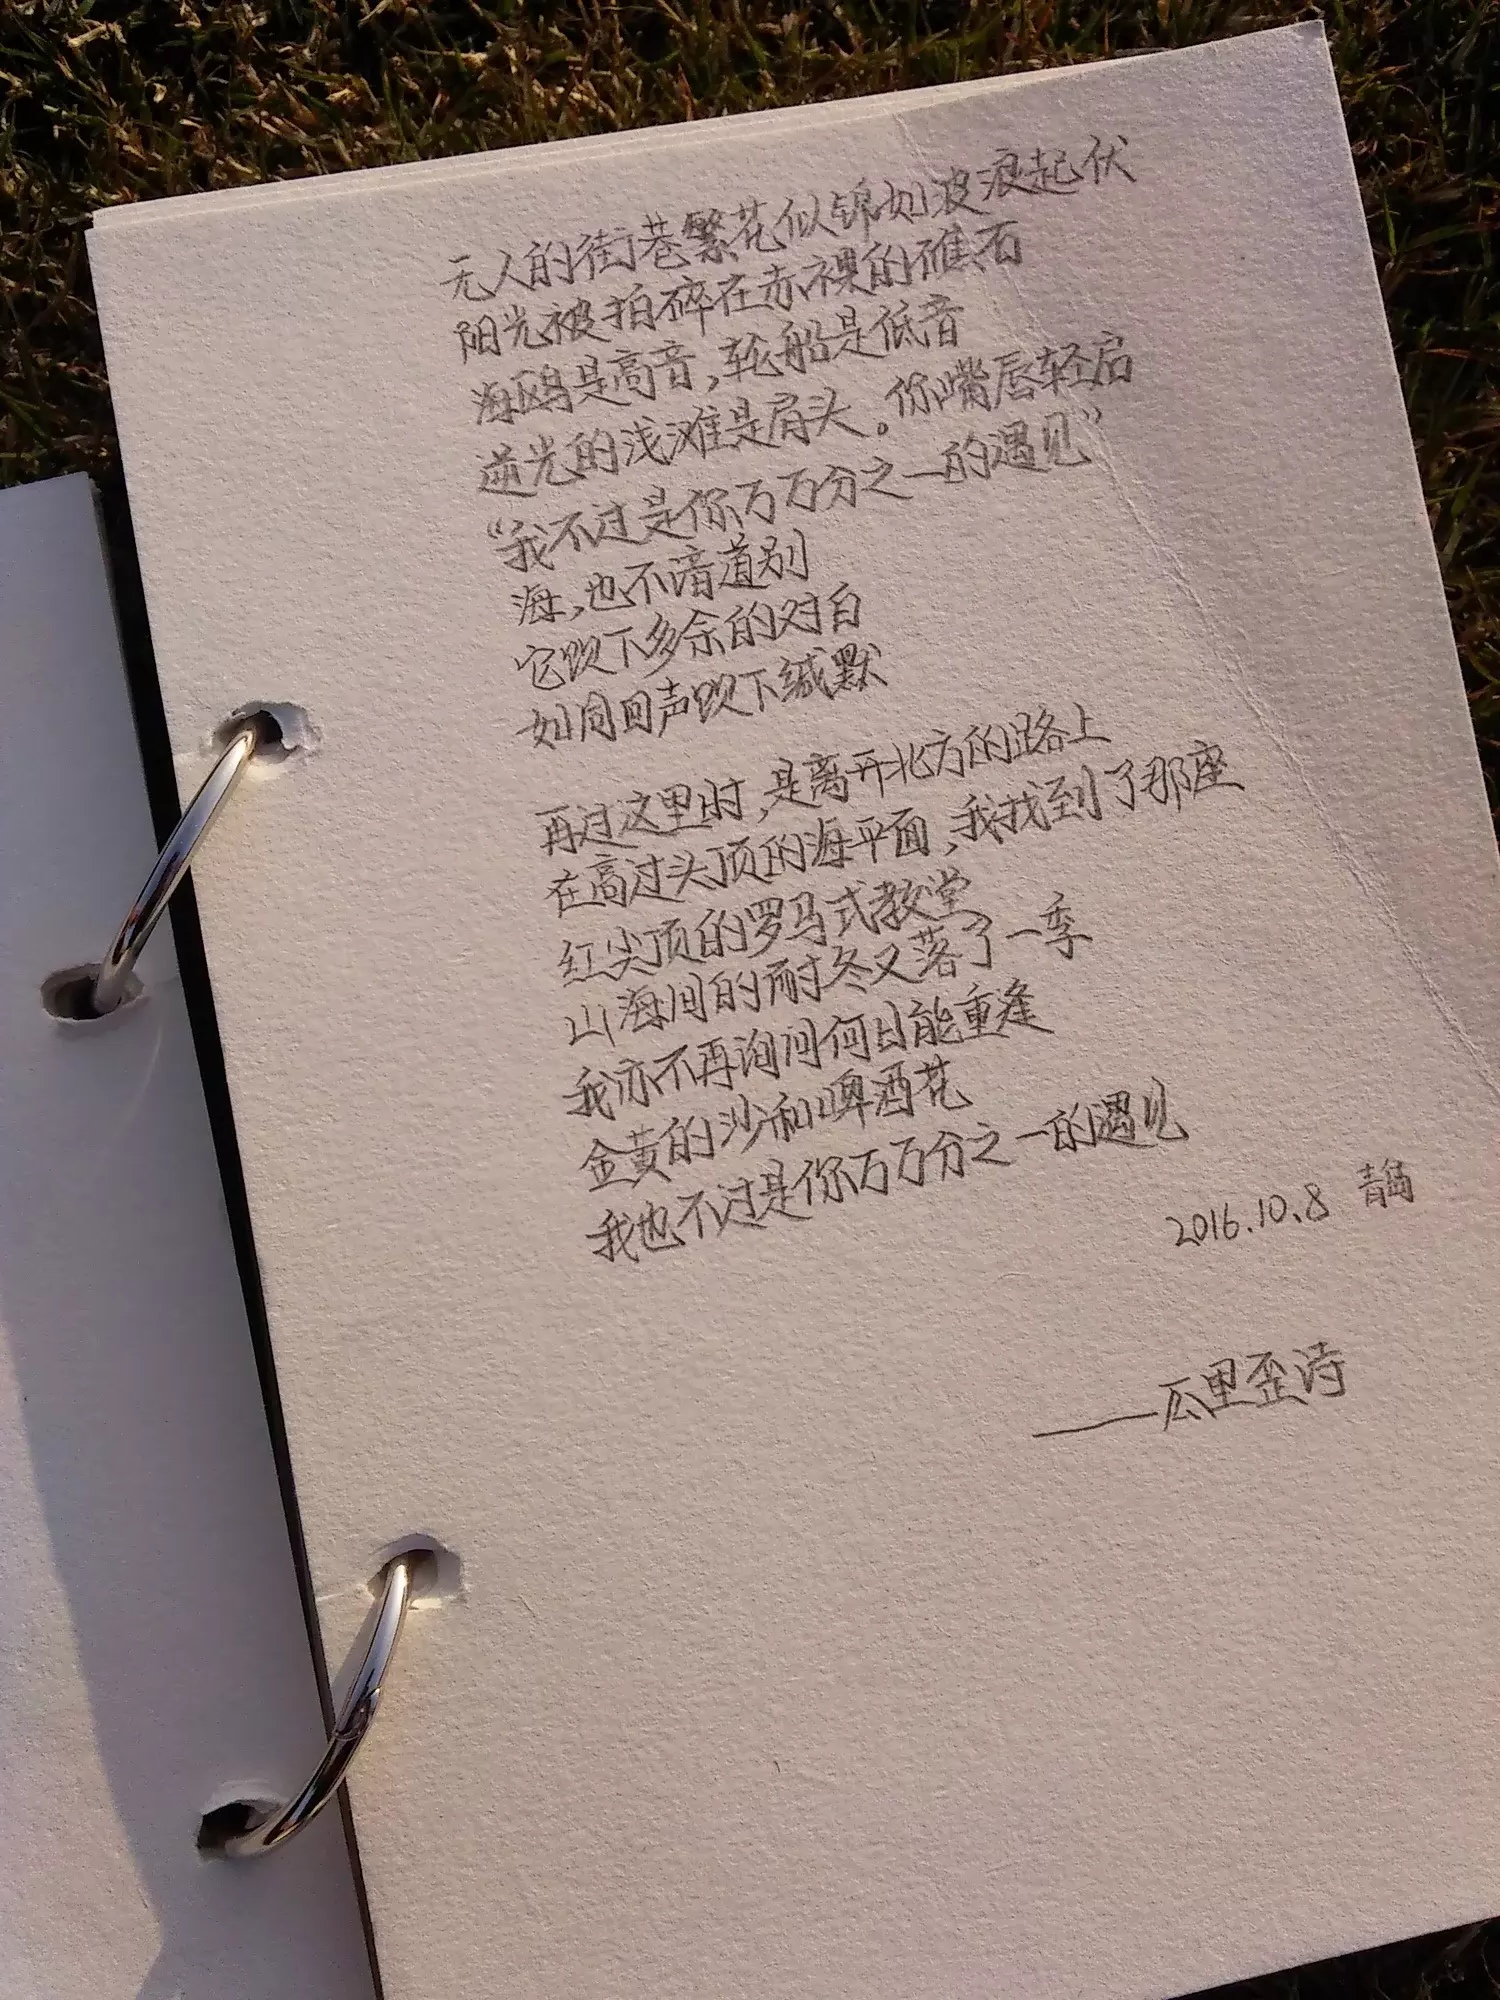 无人的街巷繁花似锦如波浪起伏
阳光被拍碎在赤裸的礁石
海鸥是高音,轮船是低音
逆光的浅滩是肩头。你嘴唇轻启
“我不过是你万万分之一的遇见”
海,也不谙道别
它咽下多余的对白
如同回声咽下缄默
再过这里时,是离开北方的路上
在高过头顶的海平面,我找到了那座
红尖顶的罗马式教堂
山海间的耐冬又落了一季
我亦不再询问何日能重逢
金黄的沙和啤酒花
我也不过是你万万分之一的遇见
2016.10.8 青岛
——瓜里歪诗